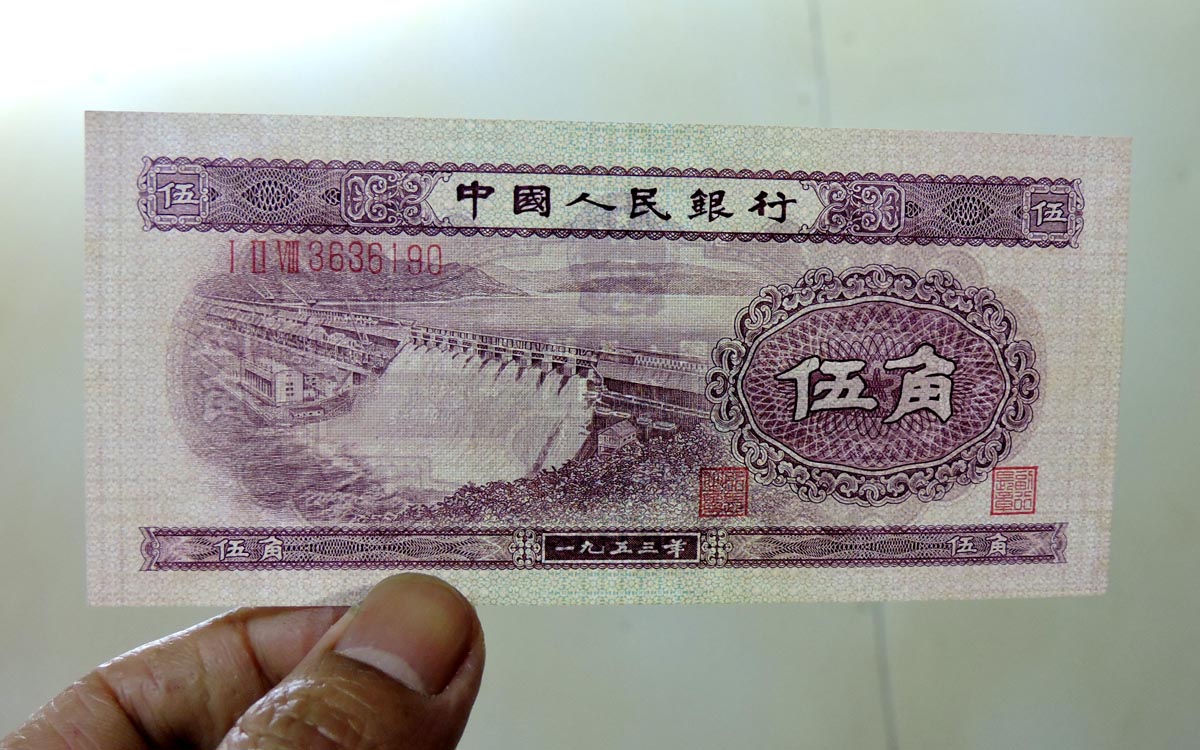 伍 中國人民銀行 伍
I II VIII 3636190
伍角
伍角 一九五三年 伍角